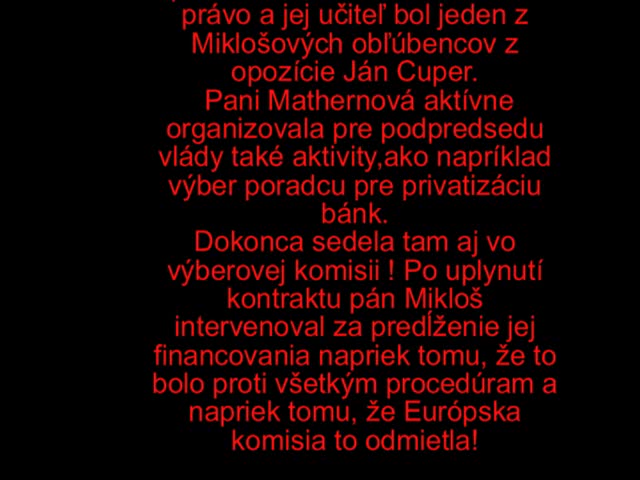 právo a jej učiteľ bol jeden z
Miklošových obľúbencov z
opozície Ján Cuper.
Pani Mathernová aktívne
organizovala pre podpredsedu
vlády také aktivity,ako napríklad
výber poradcu pre privatizáciu
bánk.
Dokonca sedela tam aj vo
výberovej komisii ! Po uplynutí
kontraktu pán Mikloš
intervenoval za predĺženie jej
financovania napriek tomu, že to
bolo proti všetkým procedúram a
napriek tomu, že Európska
komisia to odmietla!